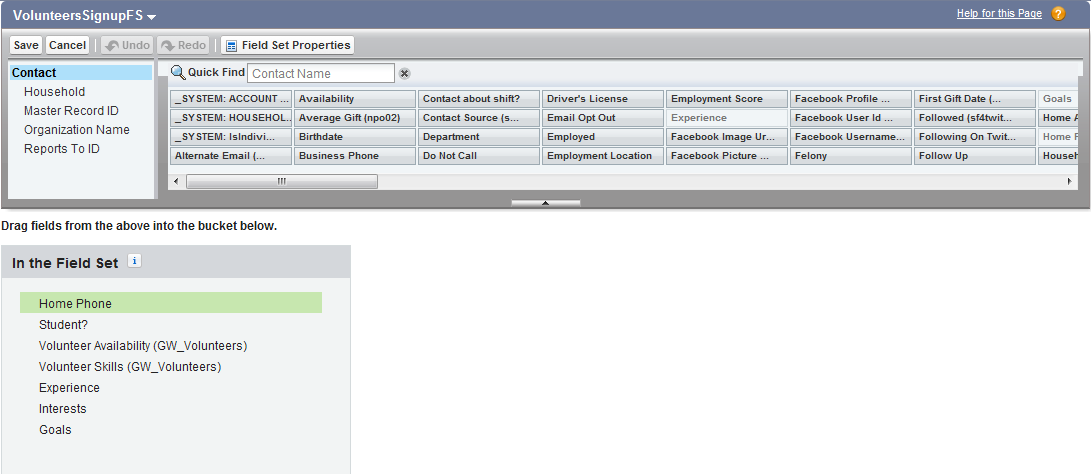 VolunteersSignupFS
Help for this Page
Save Cancel Undo Redo Field Set Properties
Contact
Household
Master Record ID
Organization Name
Reports To ID
Quick Find Contact Name
_SYSTEM: ACCOUNT ... Availability Contact about shift? Driver's License Employment Score Facebook Profile ... First Gift Date (... Goals
_SYSTEM: HOUSEHOL... Average Gift (npo02) Contact Source (s... Email Opt Out Experience Facebook User Id ... Followed (sf4twit... Home
_SYSTEM: IsIndivi... Birthdate Department Employed Facebook Image Ur... Facebook Username... Following On Twit... Home
Alternate Email (... Business Phone Do Not Call Employment Location Facebook Picture ... Felony Follow Up
Drag fields from the above into the bucket below.
In the Field Set
Home Phone
Student?
Volunteer Availability (GW_Volunteers)
Volunteer Skills (GW_Volunteers)
Experience
Interests
Goals